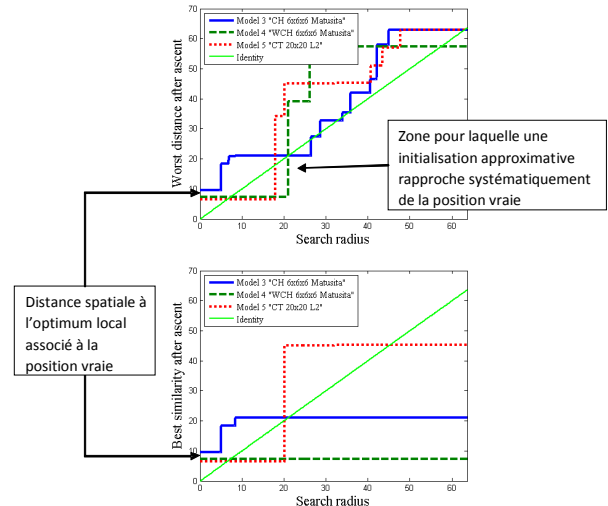 70
60
50
40
30
20
10
0
Worst distance after ascent
Model 3 "CH 6x6x6 Matusita"
Model 4 "WCH 6x6x6 Matusita"
Model 5 "CT 20x20 L2"
Identity
0 10 20 30 40 50 60
Search radius
Zone pour laquelle une
initialisation approximative
rapproche systématiquement
de la position vraie
Distance spatiale à
l'optimum local
associé à la
position vraie
70
60
50
40
30
20
10
0
Best similarity after ascent
Model 3 "CH 6x6x6 Matusita"
Model 4 "WCH 6x6x6 Matusita"
Model 5 "CT 20x20 L2"
Identity
0 10 20 30 40 50 60
Search radius